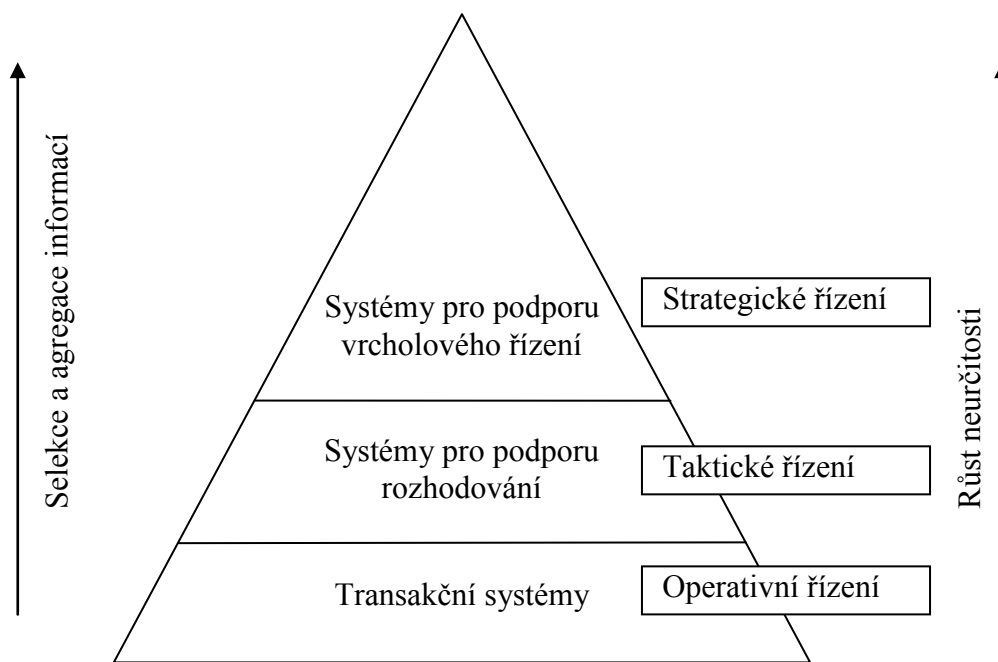 Selekce a agregace informací
Systémy pro podporu
vrcholového řízení
Strategické řízení
Systémy pro podporu
rozhodování
Taktické řízení
Transakční systémy
Operativní řízení
Růst neurčitosti